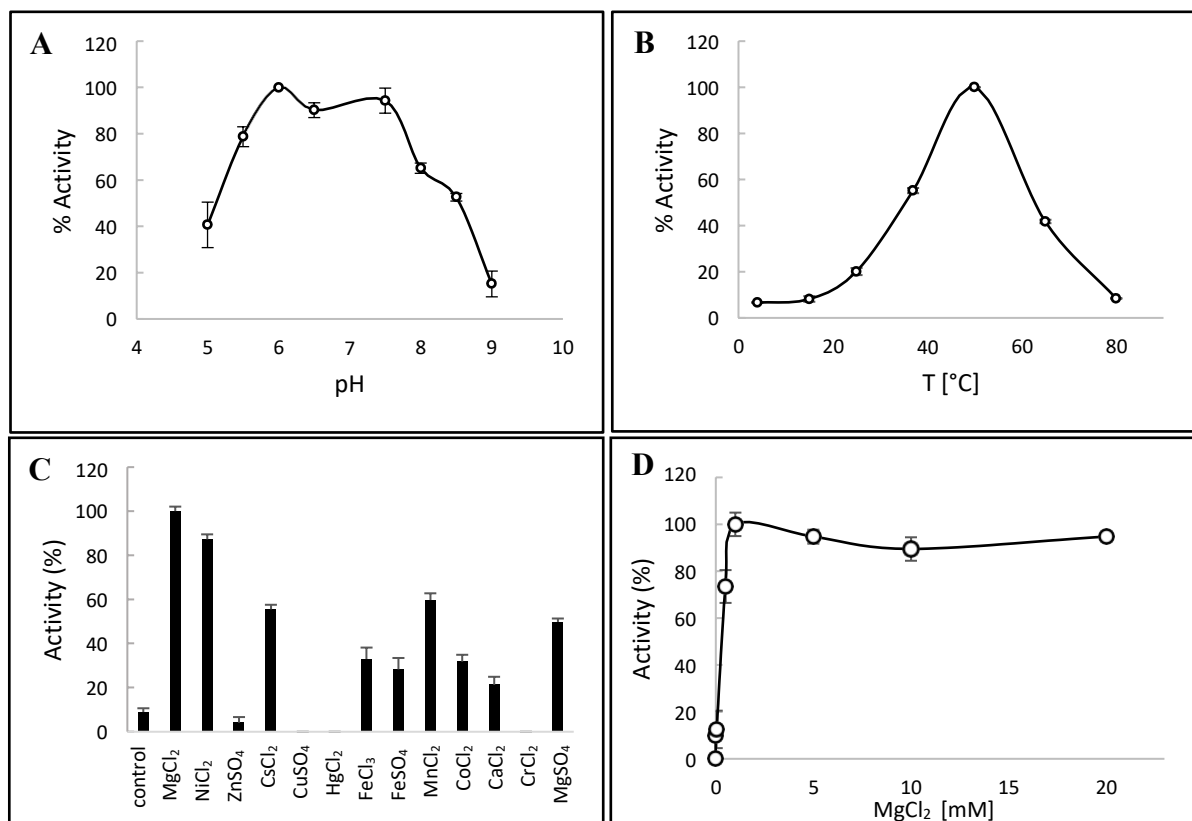 A
% Activity
120
100
80
60
40
20
0
4 5 6 7 8 9 10
pH
B
% Activity
120
100
80
60
40
20
0
0 20 40 60 80
T [°C]
C
Activity (%)
120
100
80
60
40
20
0
control
MgCl₂
NiCl₂
ZnSO₄
CsCl₂
CuSO₄
HgCl₂
FeCl₃
FeSO₄
MnCl₂
CoCl₂
CaCl₂
CrCl₂
MgSO₄
D
Activity (%)
120
100
80
60
40
20
0
0 5 10 15 20
MgCl₂ [mM]